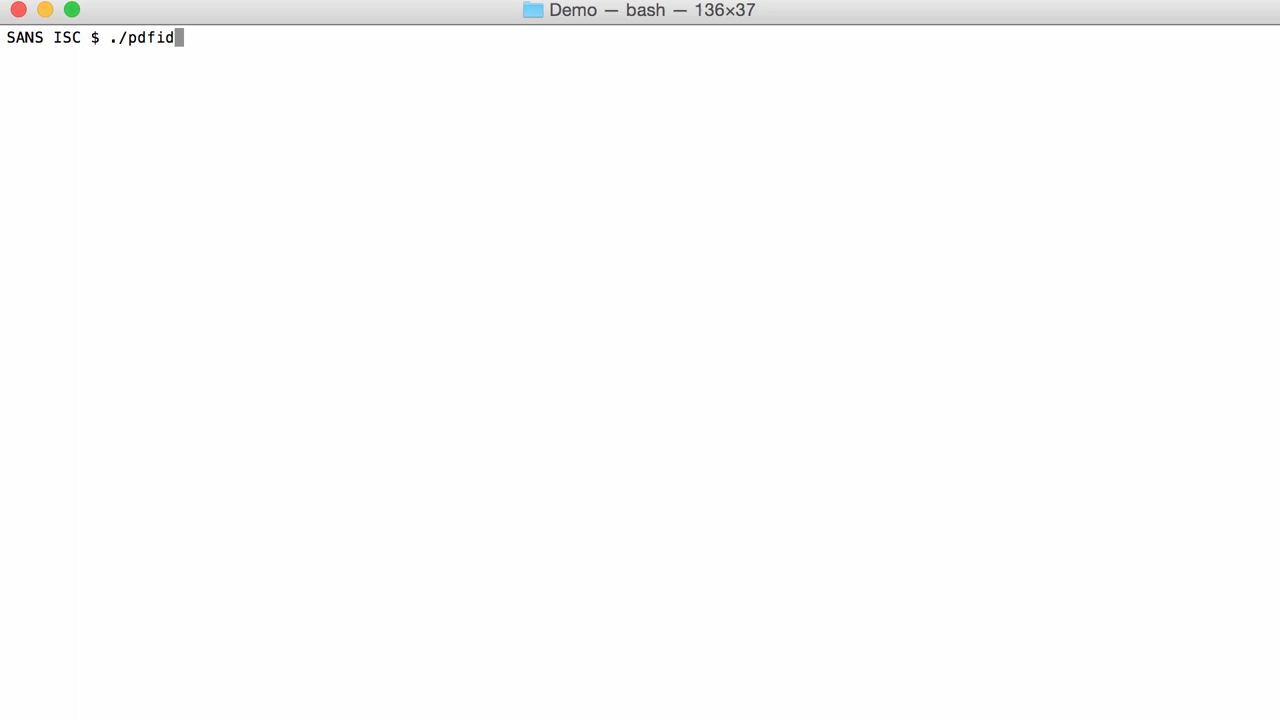 Demo — bash — 136×37
SANS ISC $ ./pdfid